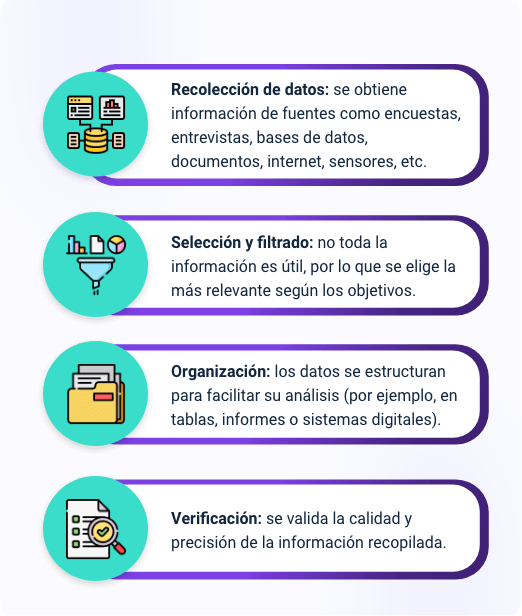 Recolección de datos: se obtiene
información de fuentes como encuestas,
entrevistas, bases de datos,
documentos, internet, sensores, etc.
Selección y filtrado: no toda la
información es útil, por lo que se elige la
más relevante según los objetivos.
Organización: los datos se estructuran
para facilitar su análisis (por ejemplo, en
tablas, informes o sistemas digitales).
Verificación: se valida la calidad y
precisión de la información recopilada.